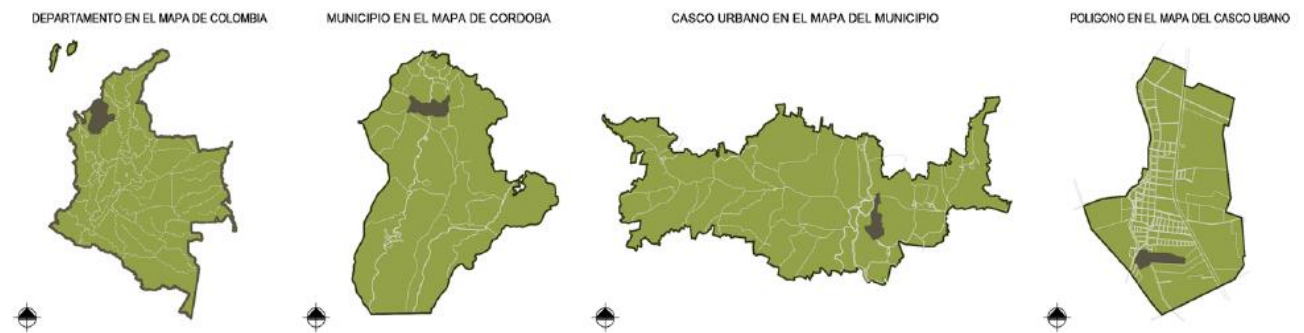 DEPARTAMENTO EN EL MAPA DE COLOMBIA
MUNICIPIO EN EL MAPA DE CORDOBA
CASCO URBANO EN EL MAPA DEL MUNICIPIO
POLIGONO EN EL MAPA DEL CASCO UBANO